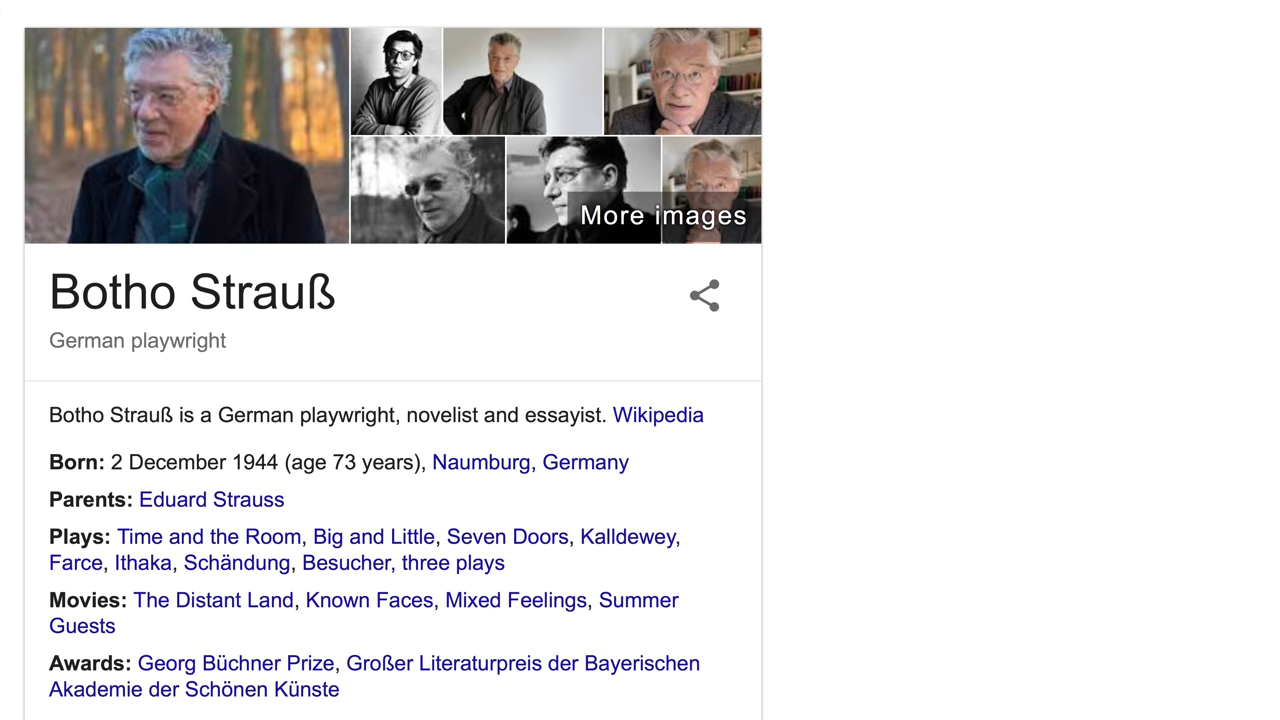 More images
Botho Strauß
German playwright
Botho Strauß is a German playwright, novelist and essayist. Wikipedia
Born: 2 December 1944 (age 73 years), Naumburg, Germany
Parents: Eduard Strauss
Plays: Time and the Room, Big and Little, Seven Doors, Kalldewey,
Farce, Ithaka, Schändung, Besucher, three plays
Movies: The Distant Land, Known Faces, Mixed Feelings, Summer
Guests
Awards: Georg Büchner Prize, Großer Literaturpreis der Bayerischen
Akademie der Schönen Künste